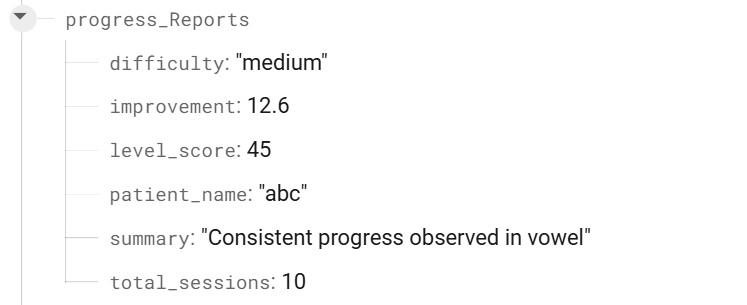 progress_Reports
difficulty: "medium"
improvement: 12.6
level_score: 45
patient_name: "abc"
summary: "Consistent progress observed in vowel"
total_sessions: 10